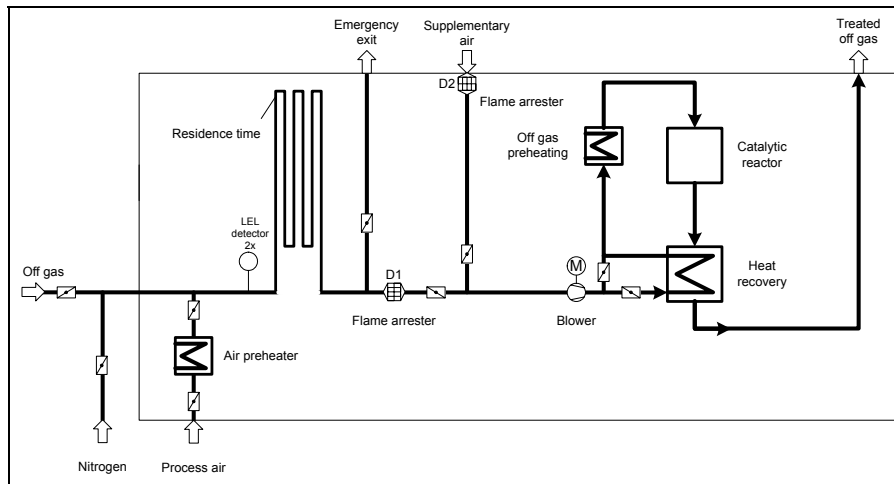 Emergency
exit
Supplementary
air
Treated
off gas
D2
Flame arrester
Residence time
Off gas
preheating
Catalytic
reactor
LEL
detector
2x
M
Off gas
D1
Heat
recovery
Flame arrester
Blower
Air preheater
Nitrogen
Process air